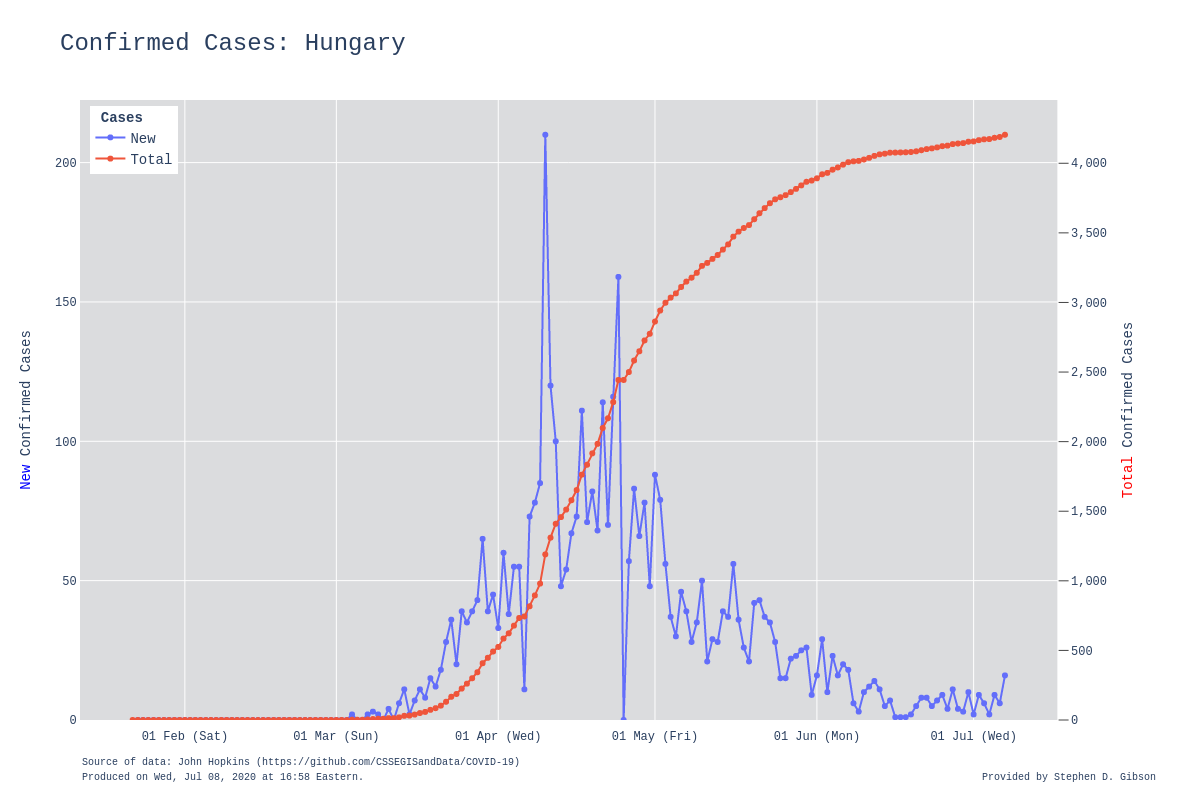 Confirmed Cases: Hungary
Cases
New
Total
200
150
100
50
0
4,000
3,500
3,000
2,500
2,000
1,500
1,000
500
0
New Confirmed Cases
Total Confirmed Cases
01 Feb (Sat)
01 Mar (Sun)
01 Apr (Wed)
01 May (Fri)
01 Jun (Mon)
01 Jul (Wed)
Source of data: John Hopkins (https://github.com/CSSEGISandData/COVID-19)
Produced on Wed, Jul 08, 2020 at 16:58 Eastern.
Provided by Stephen D. Gibson